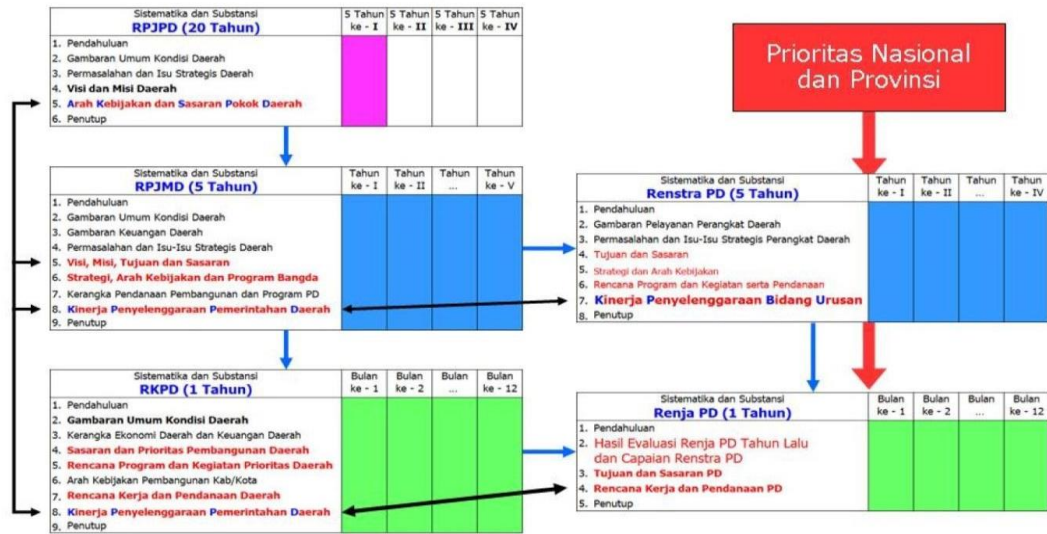 Sistematika dan Substansi
RPJPD (20 Tahun)
5 Tahun ke - I
5 Tahun ke - II
5 Tahun ke - III
5 Tahun ke - IV
1. Pendahuluan
2. Gambaran Umum Kondisi Daerah
3. Permasalahan dan Isu Strategis Daerah
4. Visi dan Misi Daerah
5. Arah Kebijakan dan Sasaran Pokok Daerah
6. Penutup
Prioritas Nasional
dan Provinsi
Sistematika dan Substansi
RPJMD (5 Tahun)
Tahun ke - I
Tahun ke - II
Tahun ...
Tahun ke - V
1. Pendahuluan
2. Gambaran Umum Kondisi Daerah
3. Gambaran Keuangan Daerah
4. Permasalahan dan Isu-Isu Strategis Daerah
5. Visi, Misi, Tujuan dan Sasaran
6. Strategi, Arah Kebijakan dan Program Bangda
7. Kerangka Pendanaan Pembangunan dan Program PD
8. Kinerja Penyelenggaraan Pemerintahan Daerah
9. Penutup
Sistematika dan Substansi
Renstra PD (5 Tahun)
Tahun ke - I
Tahun ke - II
Tahun ...
Tahun ke - IV
1. Pendahuluan
2. Gambaran Pelayanan Perangkat Daerah
3. Permasalahan dan Isu-Isu Strategis Perangkat Daerah
4. Tujuan dan Sasaran
5. Strategi dan Arah Kebijakan
6. Rencana Program dan Kegiatan serta Pendanaan
7. Kinerja Penyelenggaraan Bidang Urusan
8. Penutup
Sistematika dan Substansi
RKPD (1 Tahun)
Bulan ke - 1
Bulan ke - 2
Bulan ...
Bulan ke - 12
1. Pendahuluan
2. Gambaran Umum Kondisi Daerah
3. Kerangka Ekonomi Daerah dan Keuangan Daerah
4. Sasaran dan Prioritas Pembangunan Daerah
5. Rencana Program dan Kegiatan Prioritas Daerah
6. Arah Kebijakan Pembangunan Kab/Kota
7. Rencana Kerja dan Pendanaan Daerah
8. Kinerja Penyelenggaraan Pemerintahan Daerah
9. Penutup
Sistematika dan Substansi
Renja PD (1 Tahun)
Bulan ke - 1
Bulan ke - 2
Bulan ...
Bulan ke - 12
1. Pendahuluan
2. Hasil Evaluasi Renja PD Tahun Lalu
dan Capaian Renstra PD
3. Tujuan dan Sasaran PD
4. Rencana Kerja dan Pendanaan PD
5. Penutup